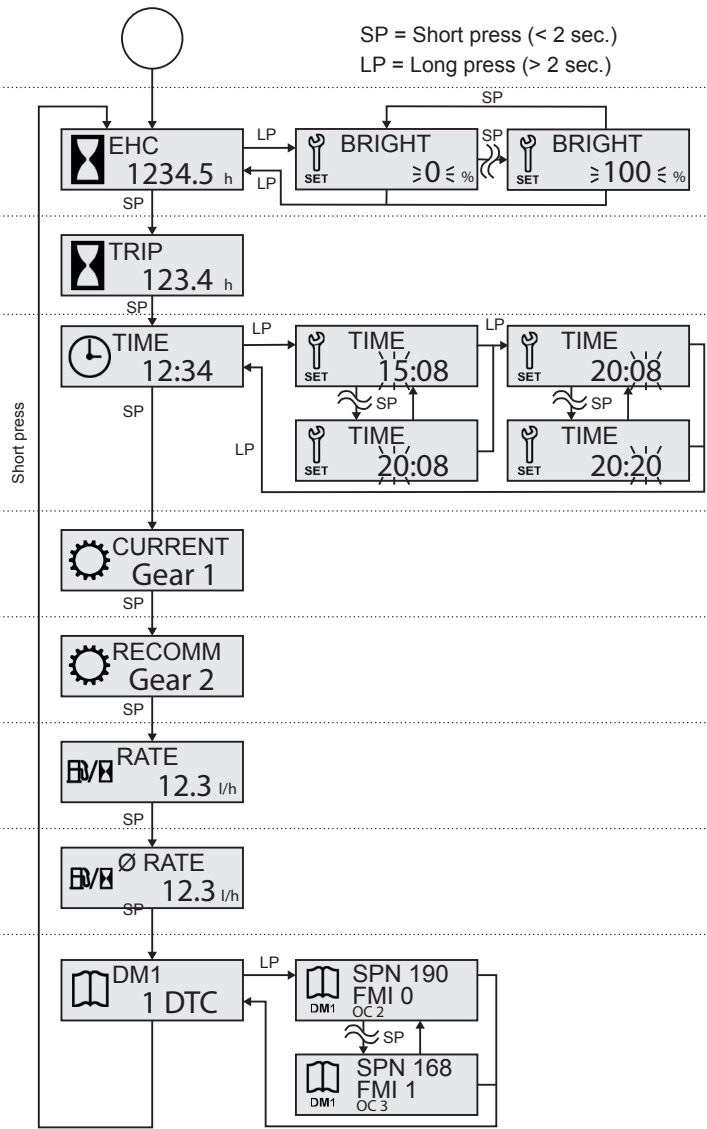 SP = Short press (< 2 sec.)
LP = Long press (> 2 sec.)
SP
EHC
1234.5 h
LP
LP
SET
BRIGHT
0 %
SP
SET
BRIGHT
100 %
SP
TRIP
123.4 h
SP
TIME
12:34
LP
SET
TIME
15:08
LP
SET
TIME
20:08
SP
SP
SP
SET
TIME
20:08
SET
TIME
20:20
LP
Short press
CURRENT
Gear 1
SP
RECOMM
Gear 2
SP
RATE
12.3 l/h
SP
Ø RATE
12.3 l/h
SP
DM1
1 DTC
LP
DM1
SPN 190
FMI 0
OC 2
SP
DM1
SPN 168
FMI 1
OC 3